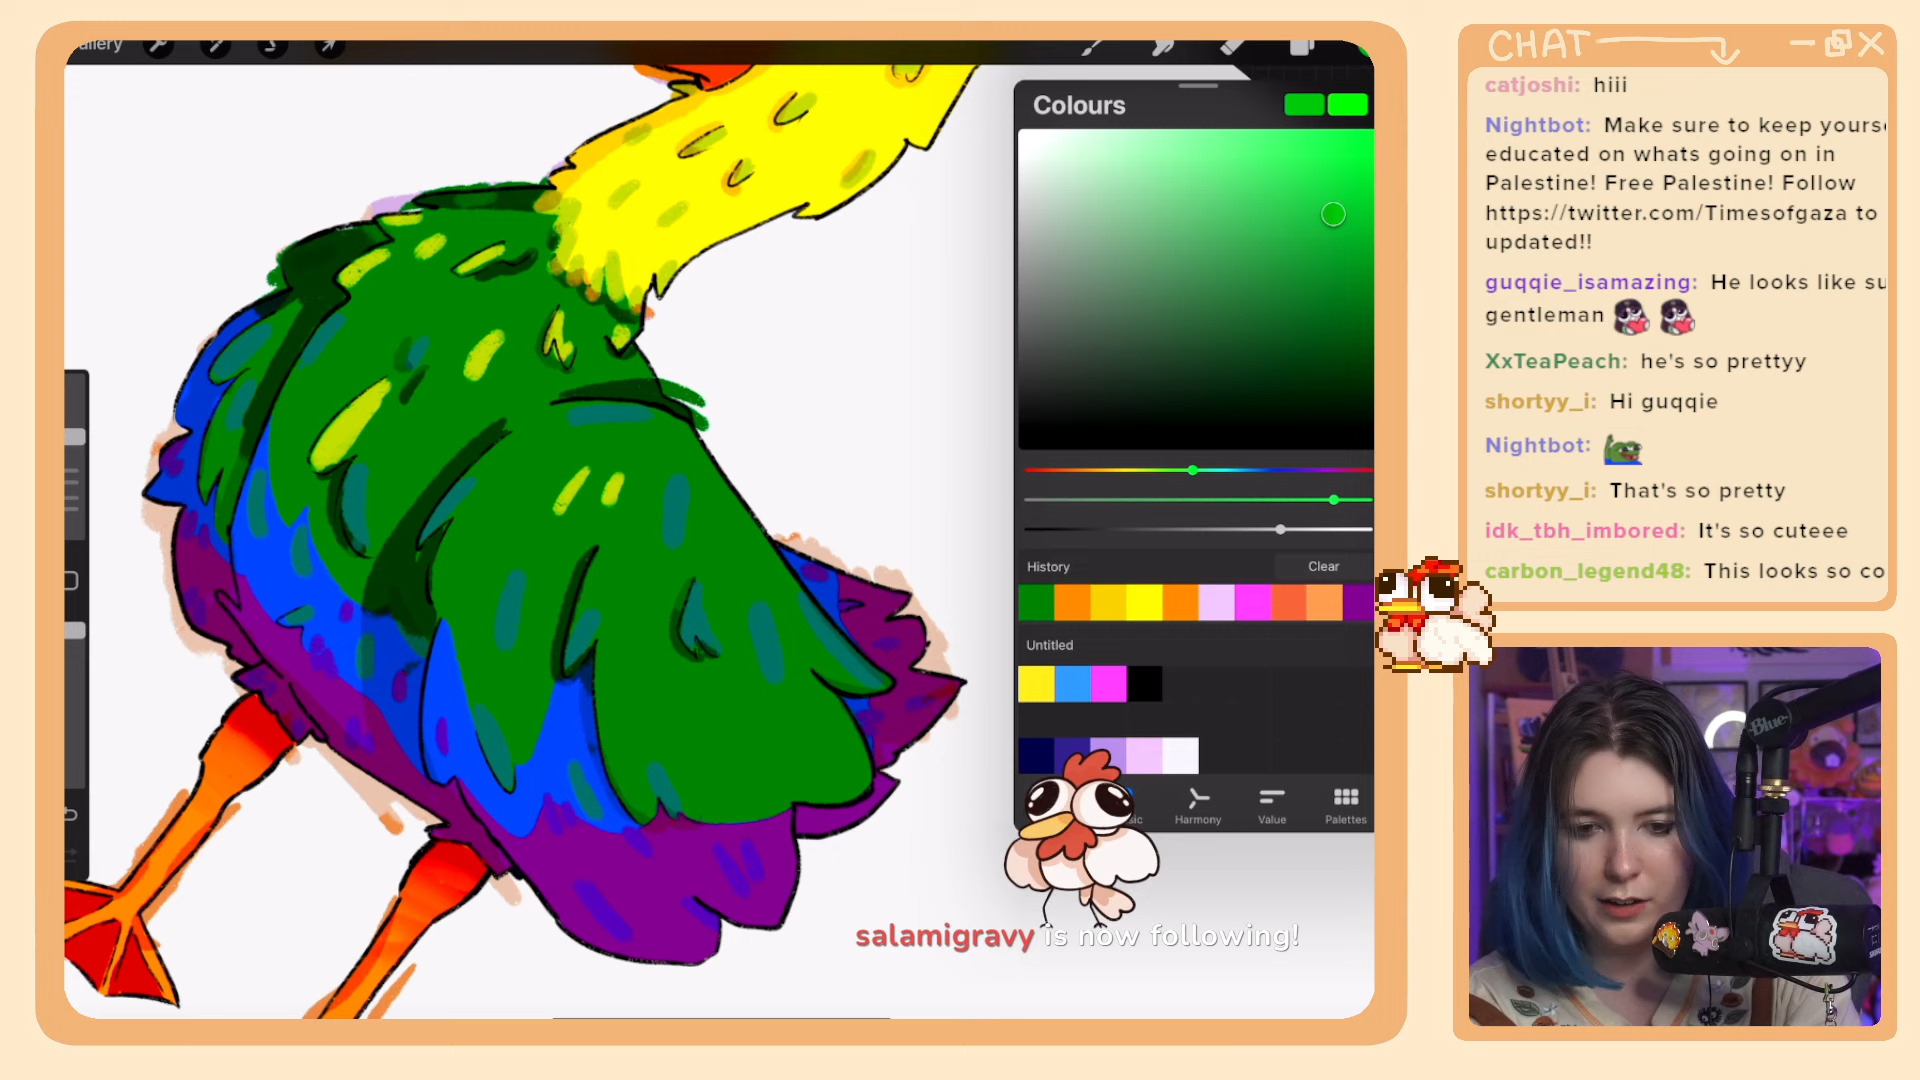 allery
Colours
History
Clear
Untitled
Harmony
Value
Palettes
salamigravy is now following!
CHAT
catjoshi: hiii
Nightbot: Make sure to keep yours
educated on whats going on in
Palestine! Free Palestine! Follow
https://twitter.com/Timesofgaza to
updated!!
guqqie_isamazing: He looks like su
gentleman
XxTeaPeach: he's so prettyy
shortyy_i: Hi guqqie
Nightbot:
shortyy_i: That's so pretty
idk_tbh_imbored: It's so cuteee
carbon_legend48: This looks so co
Blue